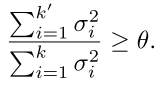 \frac{\sum_{i=1}^{k'} \sigma_i^2}{\sum_{i=1}^{k} \sigma_i^2} \geq \theta.